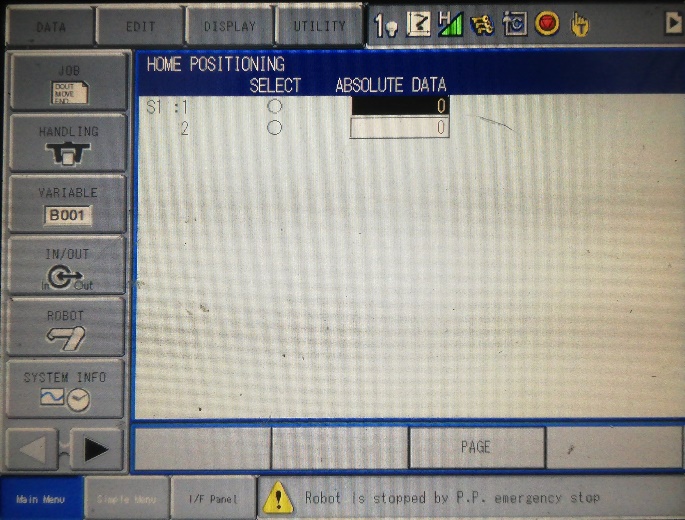 DATA
EDIT
DISPLAY
UTILITY
1
H
C
JOB
DOUT
MOVE
END
HOME POSITIONING
SELECT ABSOLUTE DATA
S1 :1 0
2 0
HANDLING
VARIABLE
B001
IN/OUT
In Out
ROBOT
SYSTEM INFO
PAGE
Main Menu
Simple Menu
I/F Panel
Robot is stopped by P.P. emergency stop